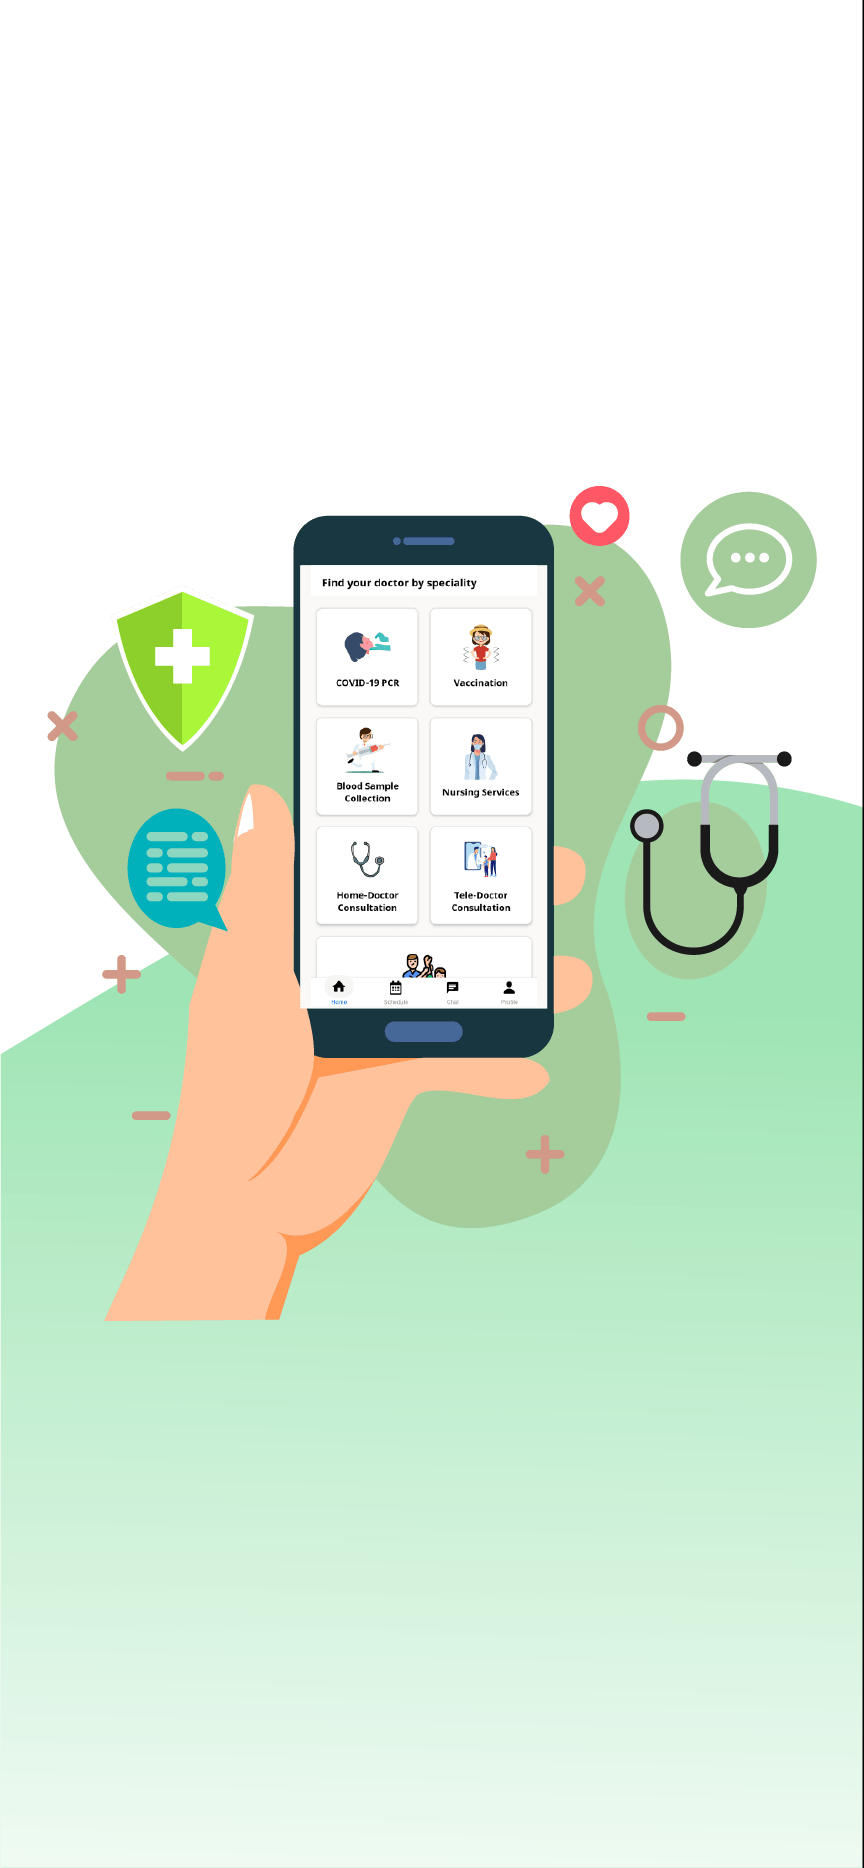 Find your doctor by speciality
COVID-19 PCR
Vaccination
Blood Sample
Collection
Nursing Services
Home-Doctor
Consultation
Tele-Doctor
Consultation
Home
Schedule
Chat
Profile